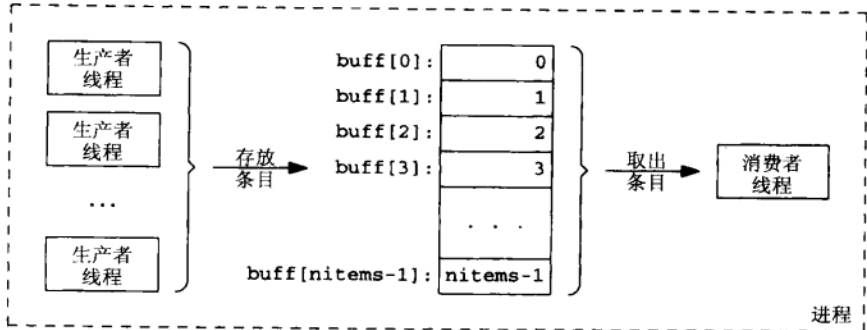 生产者
线程
生产者
线程
...
生产者
线程
存放
条目
buff[0]: 0
buff[1]: 1
buff[2]: 2
buff[3]: 3
. . .
buff[nitems-1]: nitems-1
取出
条目
消费者
线程
进程